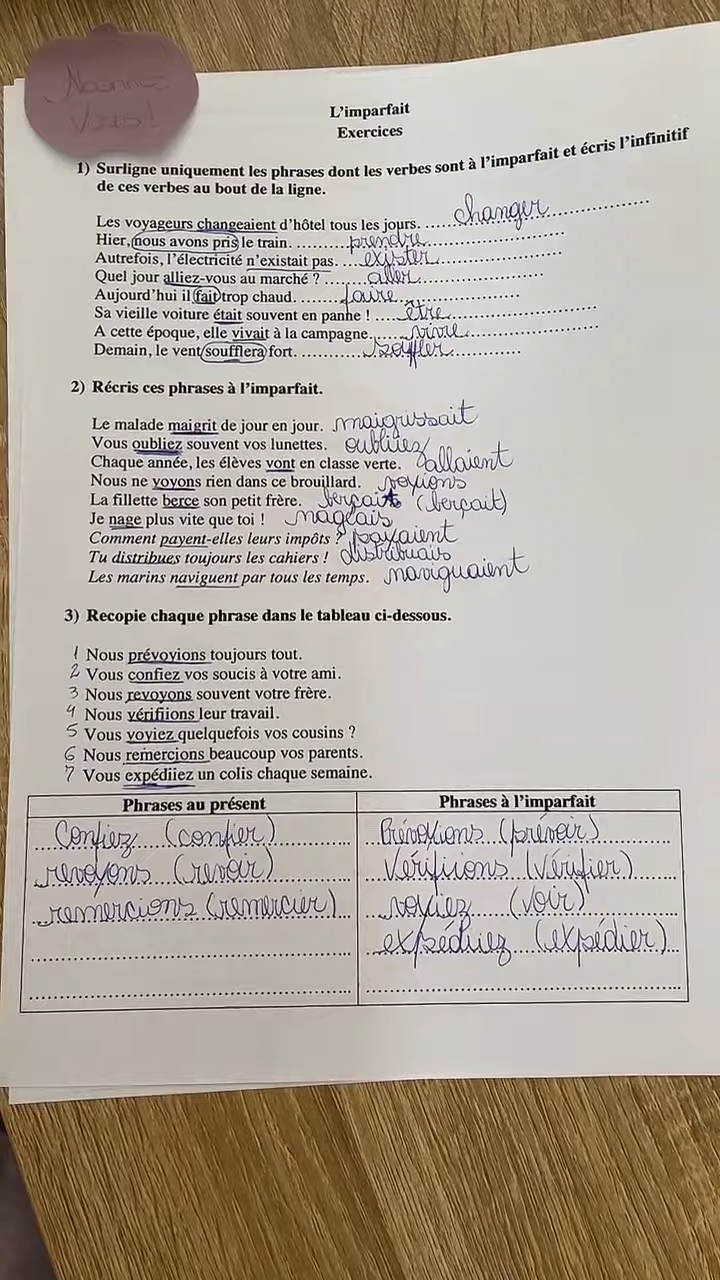 Vous!
L'imparfait
Exercices
1) Surligne uniquement les phrases dont les verbes sont à l'imparfait et écris l'infinitif
de ces verbes au bout de la ligne.
Les voyageurs changeaient d'hôtel tous les jours. changer
Hier, nous avons pris le train. prendre
Autrefois, l'électricité n'existait pas. exister
Quel jour alliez-vous au marché ? aller
Aujourd'hui il fait trop chaud. faire
Sa vieille voiture était souvent en panne ! être
A cette époque, elle vivait à la campagne. vivre
Demain, le vent soufflera fort. souffler
2) Récris ces phrases à l'imparfait.
Le malade maigrit de jour en jour. maigrissait
Vous oubliez souvent vos lunettes. oubliiez
Chaque année, les élèves vont en classe verte. allaient
Nous ne voyons rien dans ce brouillard. voyions
La fillette berce son petit frère. berçait (berçait)
Je nage plus vite que toi ! nageais
Comment payent-elles leurs impôts ? payaient
Tu distribues toujours les cahiers ! distribuais
Les marins naviguent par tous les temps. naviguaient
3) Recopie chaque phrase dans le tableau ci-dessous.
1 Nous prévoyions toujours tout.
2 Vous confiez vos soucis à votre ami.
3 Nous revoyons souvent votre frère.
4 Nous vérifiions leur travail.
5 Vous voyiez quelquefois vos cousins ?
6 Nous remercions beaucoup vos parents.
7 Vous expédiiez un colis chaque semaine.
Phrases au présent Phrases à l'imparfait
Confiez (confier) Prévoyions (prévoir)
revoyons (revoir) Vérifiions (Vérifier)
remercions (remercier) voyiez (voir)
expédiiez (expédier)